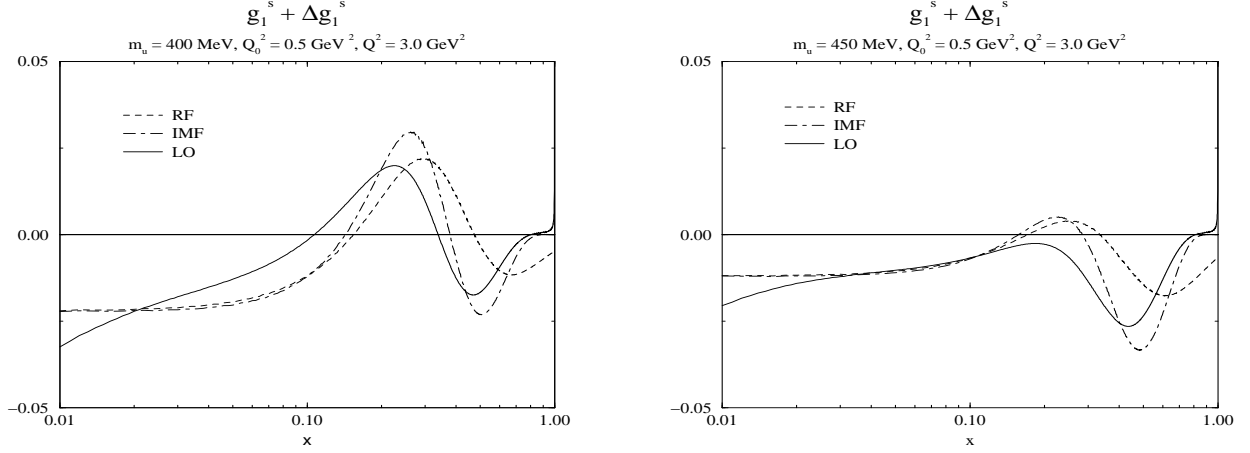 g₁ˢ + Δg₁ˢ
mᵤ = 400 MeV, Q₀² = 0.5 GeV², Q² = 3.0 GeV²
0.05
RF
IMF
LO
0.00
−0.05
0.01
0.10
1.00
x
g₁ˢ + Δg₁ˢ
mᵤ = 450 MeV, Q₀² = 0.5 GeV², Q² = 3.0 GeV²
0.05
RF
IMF
LO
0.00
−0.05
0.01
0.10
1.00
x